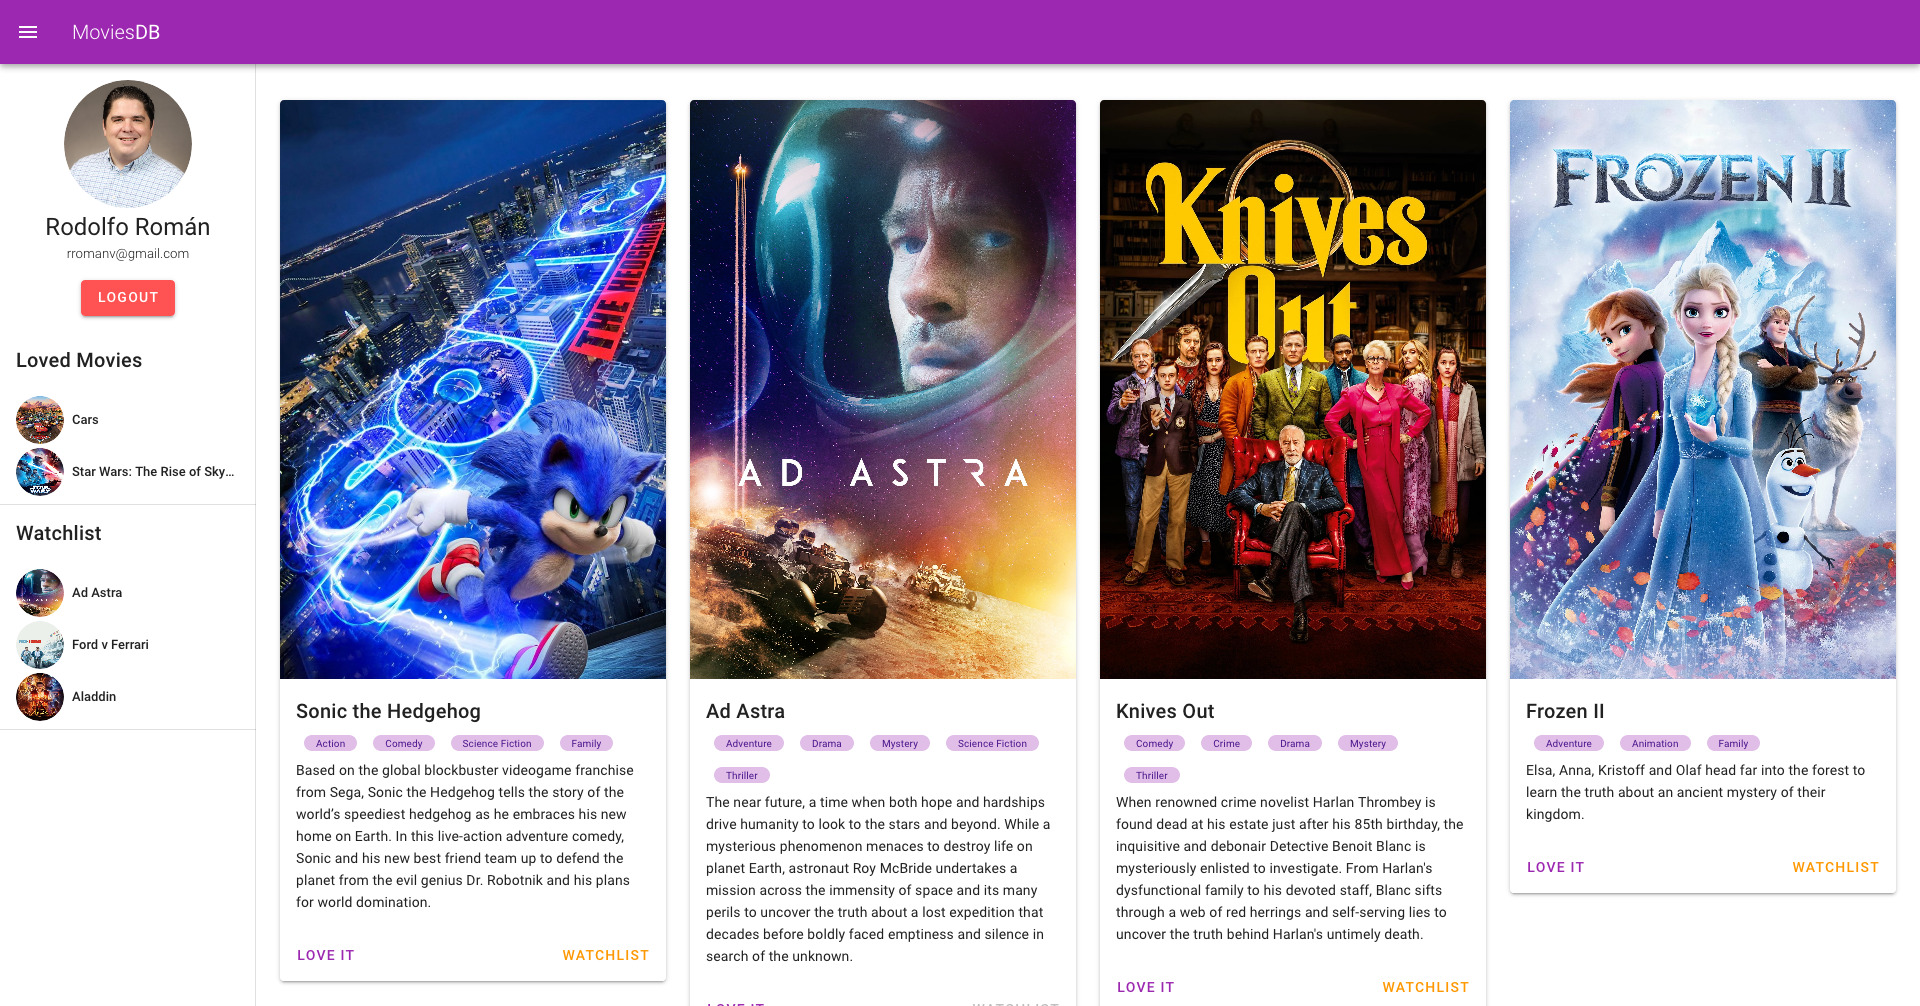 MoviesDB
Rodolfo Román
rromanv@gmail.com
LOGOUT
Loved Movies
Cars
Star Wars: The Rise of Sky...
Watchlist
Ad Astra
Ford v Ferrari
Aladdin
SONIC
THE HEDGEHOG
Sonic the Hedgehog
Action Comedy Science Fiction Family
Based on the global blockbuster videogame franchise
from Sega, Sonic the Hedgehog tells the story of the
world’s speediest hedgehog as he embraces his new
home on Earth. In this live-action adventure comedy,
Sonic and his new best friend team up to defend the
planet from the evil genius Dr. Robotnik and his plans
for world domination.
LOVE IT WATCHLIST
AD ASTRA
Ad Astra
Adventure Drama Mystery Science Fiction
Thriller
The near future, a time when both hope and hardships
drive humanity to look to the stars and beyond. While a
mysterious phenomenon menaces to destroy life on
planet Earth, astronaut Roy McBride undertakes a
mission across the immensity of space and its many
perils to uncover the truth about a lost expedition that
decades before boldly faced emptiness and silence in
search of the unknown.
LOVE IT WATCHLIST
Knives
Out
Knives Out
Comedy Crime Drama Mystery
Thriller
When renowned crime novelist Harlan Thrombey is
found dead at his estate just after his 85th birthday, the
inquisitive and debonair Detective Benoit Blanc is
mysteriously enlisted to investigate. From Harlan's
dysfunctional family to his devoted staff, Blanc sifts
through a web of red herrings and self-serving lies to
uncover the truth behind Harlan's untimely death.
LOVE IT WATCHLIST
FROZEN II
Frozen II
Adventure Animation Family
Elsa, Anna, Kristoff and Olaf head far into the forest to
learn the truth about an ancient mystery of their
kingdom.
LOVE IT WATCHLIST